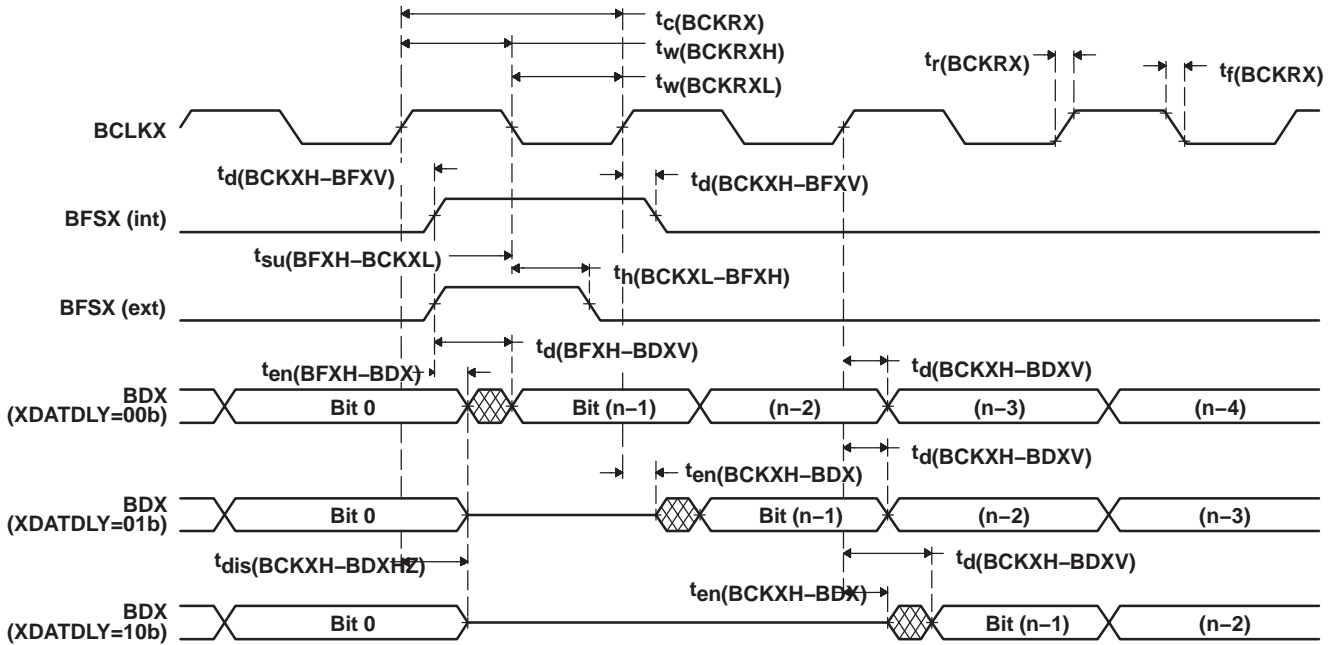 tc(BCKRX)
tw(BCKRXH)
tr(BCKRX)
tf(BCKRX)
tw(BCKRXL)
BCLKX
td(BCKXH–BFXV)
td(BCKXH–BFXV)
BFSX (int)
tsu(BFXH–BCKXL)
th(BCKXL–BFXH)
BFSX (ext)
td(BFXH–BDXV)
ten(BFXH–BDX)
td(BCKXH–BDXV)
BDX
(XDATDLY=00b)
Bit 0
Bit (n–1)
(n–2)
(n–3)
(n–4)
td(BCKXH–BDXV)
ten(BCKXH–BDX)
BDX
(XDATDLY=01b)
Bit 0
Bit (n–1)
(n–2)
(n–3)
tdis(BCKXH–BDXHZ)
td(BCKXH–BDXV)
ten(BCKXH–BDX)
BDX
(XDATDLY=10b)
Bit 0
Bit (n–1)
(n–2)